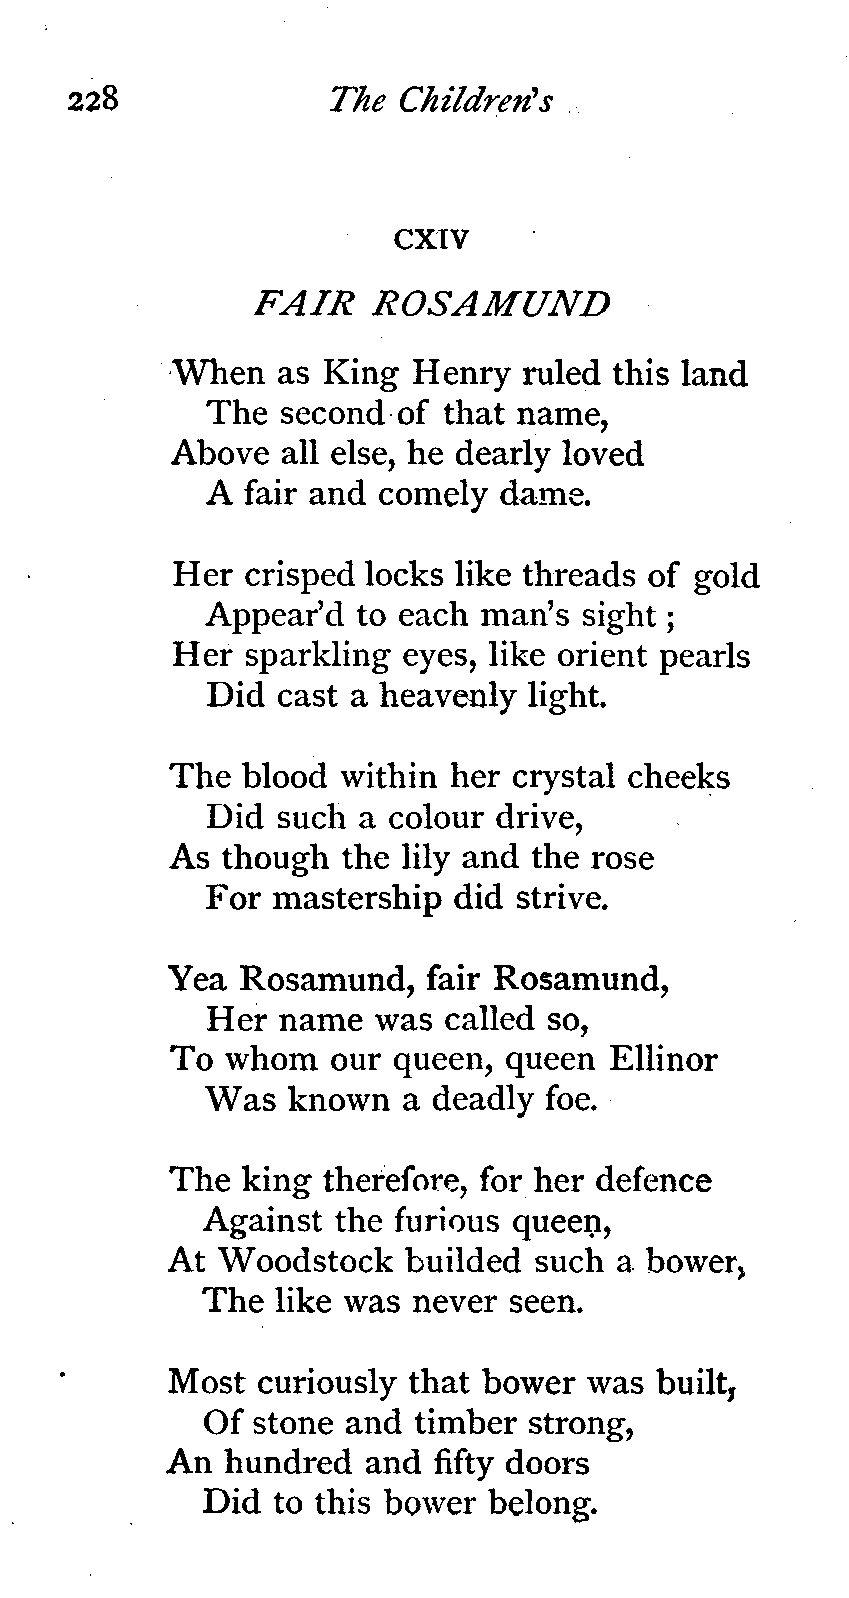 228 The Children's
CXIV
FAIR ROSAMUND
When as King Henry ruled this land
The second of that name,
Above all else, he dearly loved
A fair and comely dame.
Her crisped locks like threads of gold
Appear'd to each man's sight ;
Her sparkling eyes, like orient pearls
Did cast a heavenly light.
The blood within her crystal cheeks
Did such a colour drive,
As though the lily and the rose
For mastership did strive.
Yea Rosamund, fair Rosamund,
Her name was called so,
To whom our queen, queen Ellinor
Was known a deadly foe.
The king therefore, for her defence
Against the furious queen,
At Woodstock builded such a bower,
The like was never seen.
Most curiously that bower was built,
Of stone and timber strong,
An hundred and fifty doors
Did to this bower belong.